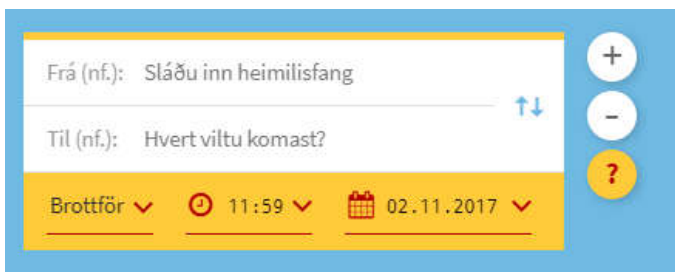 Frá (nf.): Sláðu inn heimilisfang
Til (nf.): Hvert viltu komast?
Brottför 11:59 02.11.2017
+
-
?